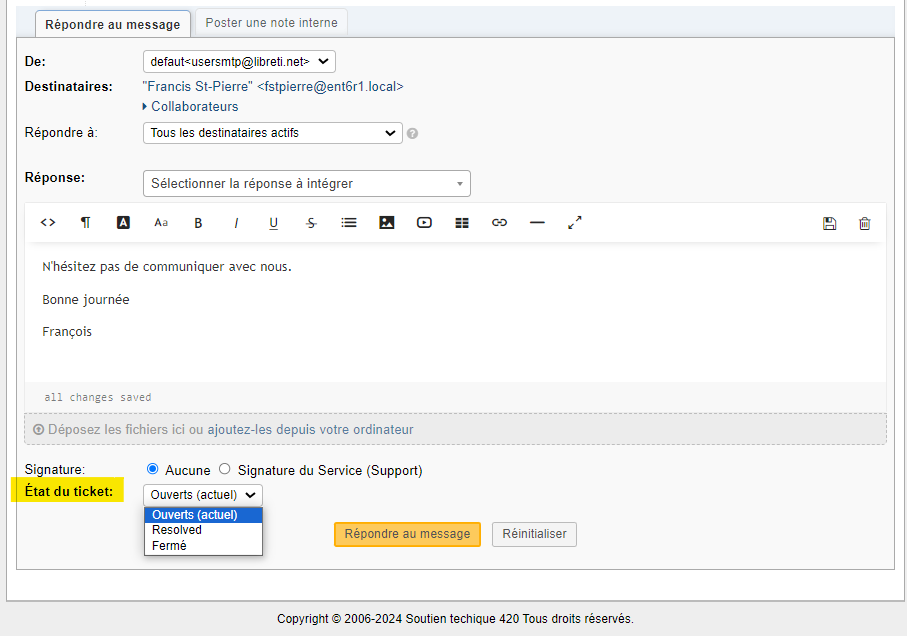 Répondre au message Poster une note interne
De: defaut<usersmtp@libreti.net>
Destinataires: "Francis St-Pierre" <fstpierre@ent6r1.local>
Collaborateurs
Répondre à: Tous les destinataires actifs
Réponse: Sélectionner la réponse à intégrer
<> ¶ A Aa B I U S
N'hésitez pas de communiquer avec nous.
Bonne journée
François
all changes saved
Déposez les fichiers ici ou ajoutez-les depuis votre ordinateur
Signature: Aucune Signature du Service (Support)
État du ticket: Ouverts (actuel)
Ouverts (actuel)
Resolved
Fermé
Répondre au message Réinitialiser
Copyright © 2006-2024 Soutien techique 420 Tous droits réservés.